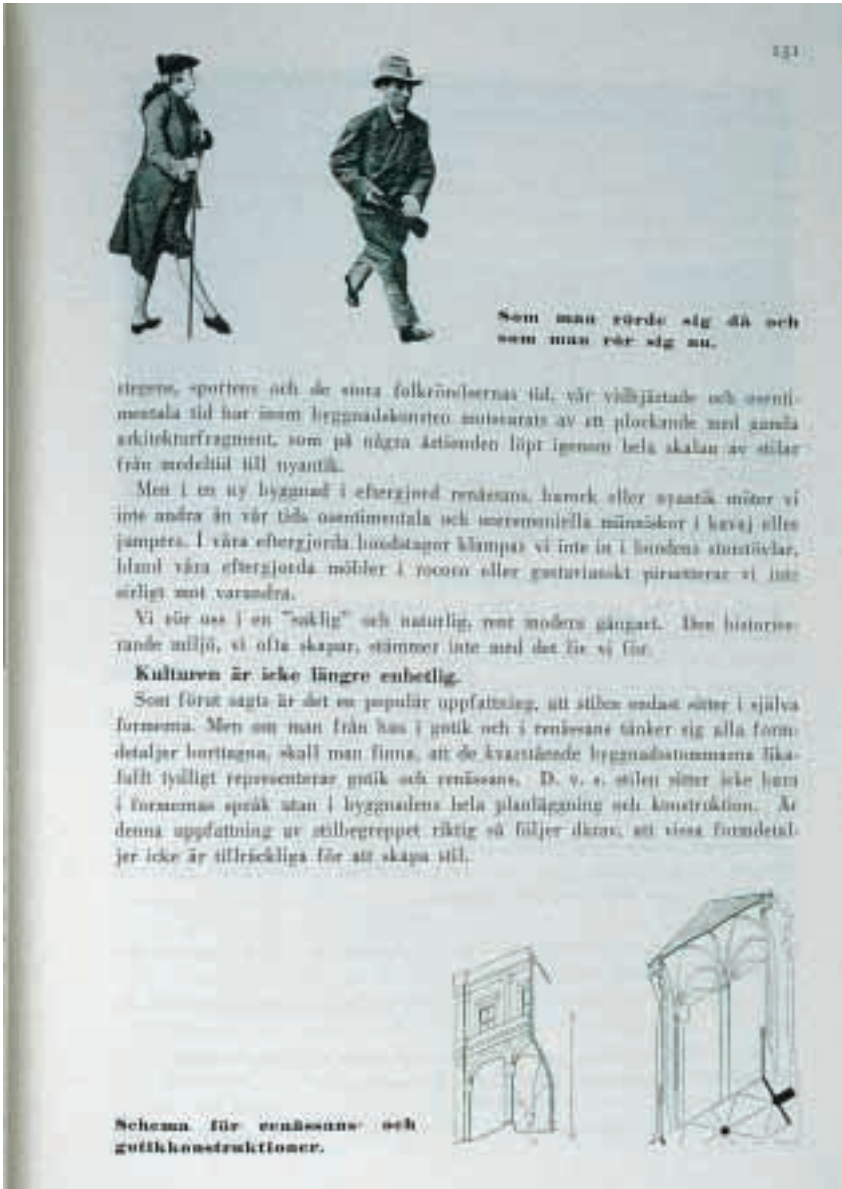 151
Som man rörde sig då och
som man rör sig nu.
stegens, sportens och de stora folkrörelsernas tid, vår vidhjärtade och osenti-
mentala tid har inom byggnadskonsten motsvarats av ett plockande med gamla
arkitekturfragment, som på några årtionden löpt igenom hela skalan av stilar
från medeltid till nyantik.
Men i en ny byggnad i eftergjord renässans, barock eller nyantik möter vi
inte andra än vår tids osentimentala och oceremoniella människor i kavaj eller
jumpers. I våra eftergjorda bondstugor klampar vi inte in i bondens storstövlar,
bland våra eftergjorda möbler i rococo eller gustavianskt piruetterar vi inte
sirligt mot varandra.
Vi rör oss i en "saklig" och naturlig, rent modern gångart. Den historise-
rande miljö, vi ofta skapar, stämmer inte med det liv vi för.
Kulturen är icke längre enhetlig.
Som förut sagts är det en populär uppfattning, att stilen endast sitter i själva
formerna. Men om man från hus i gotik och i renässans tänker sig alla form-
detaljer borttagna, skall man finna, att de kvarstående byggnadsstommarna lika-
fullt tydligt representerar gotik och renässans. D. v. s. stilen sitter icke bara
i formernas språk utan i byggnadens hela planläggning och konstruktion. Är
denna uppfattning av stilbegreppet riktig så följer därav, att vissa formdetal-
jer icke är tillräckliga för att skapa stil.
Schema för renässans- och
gotikkonstruktioner.